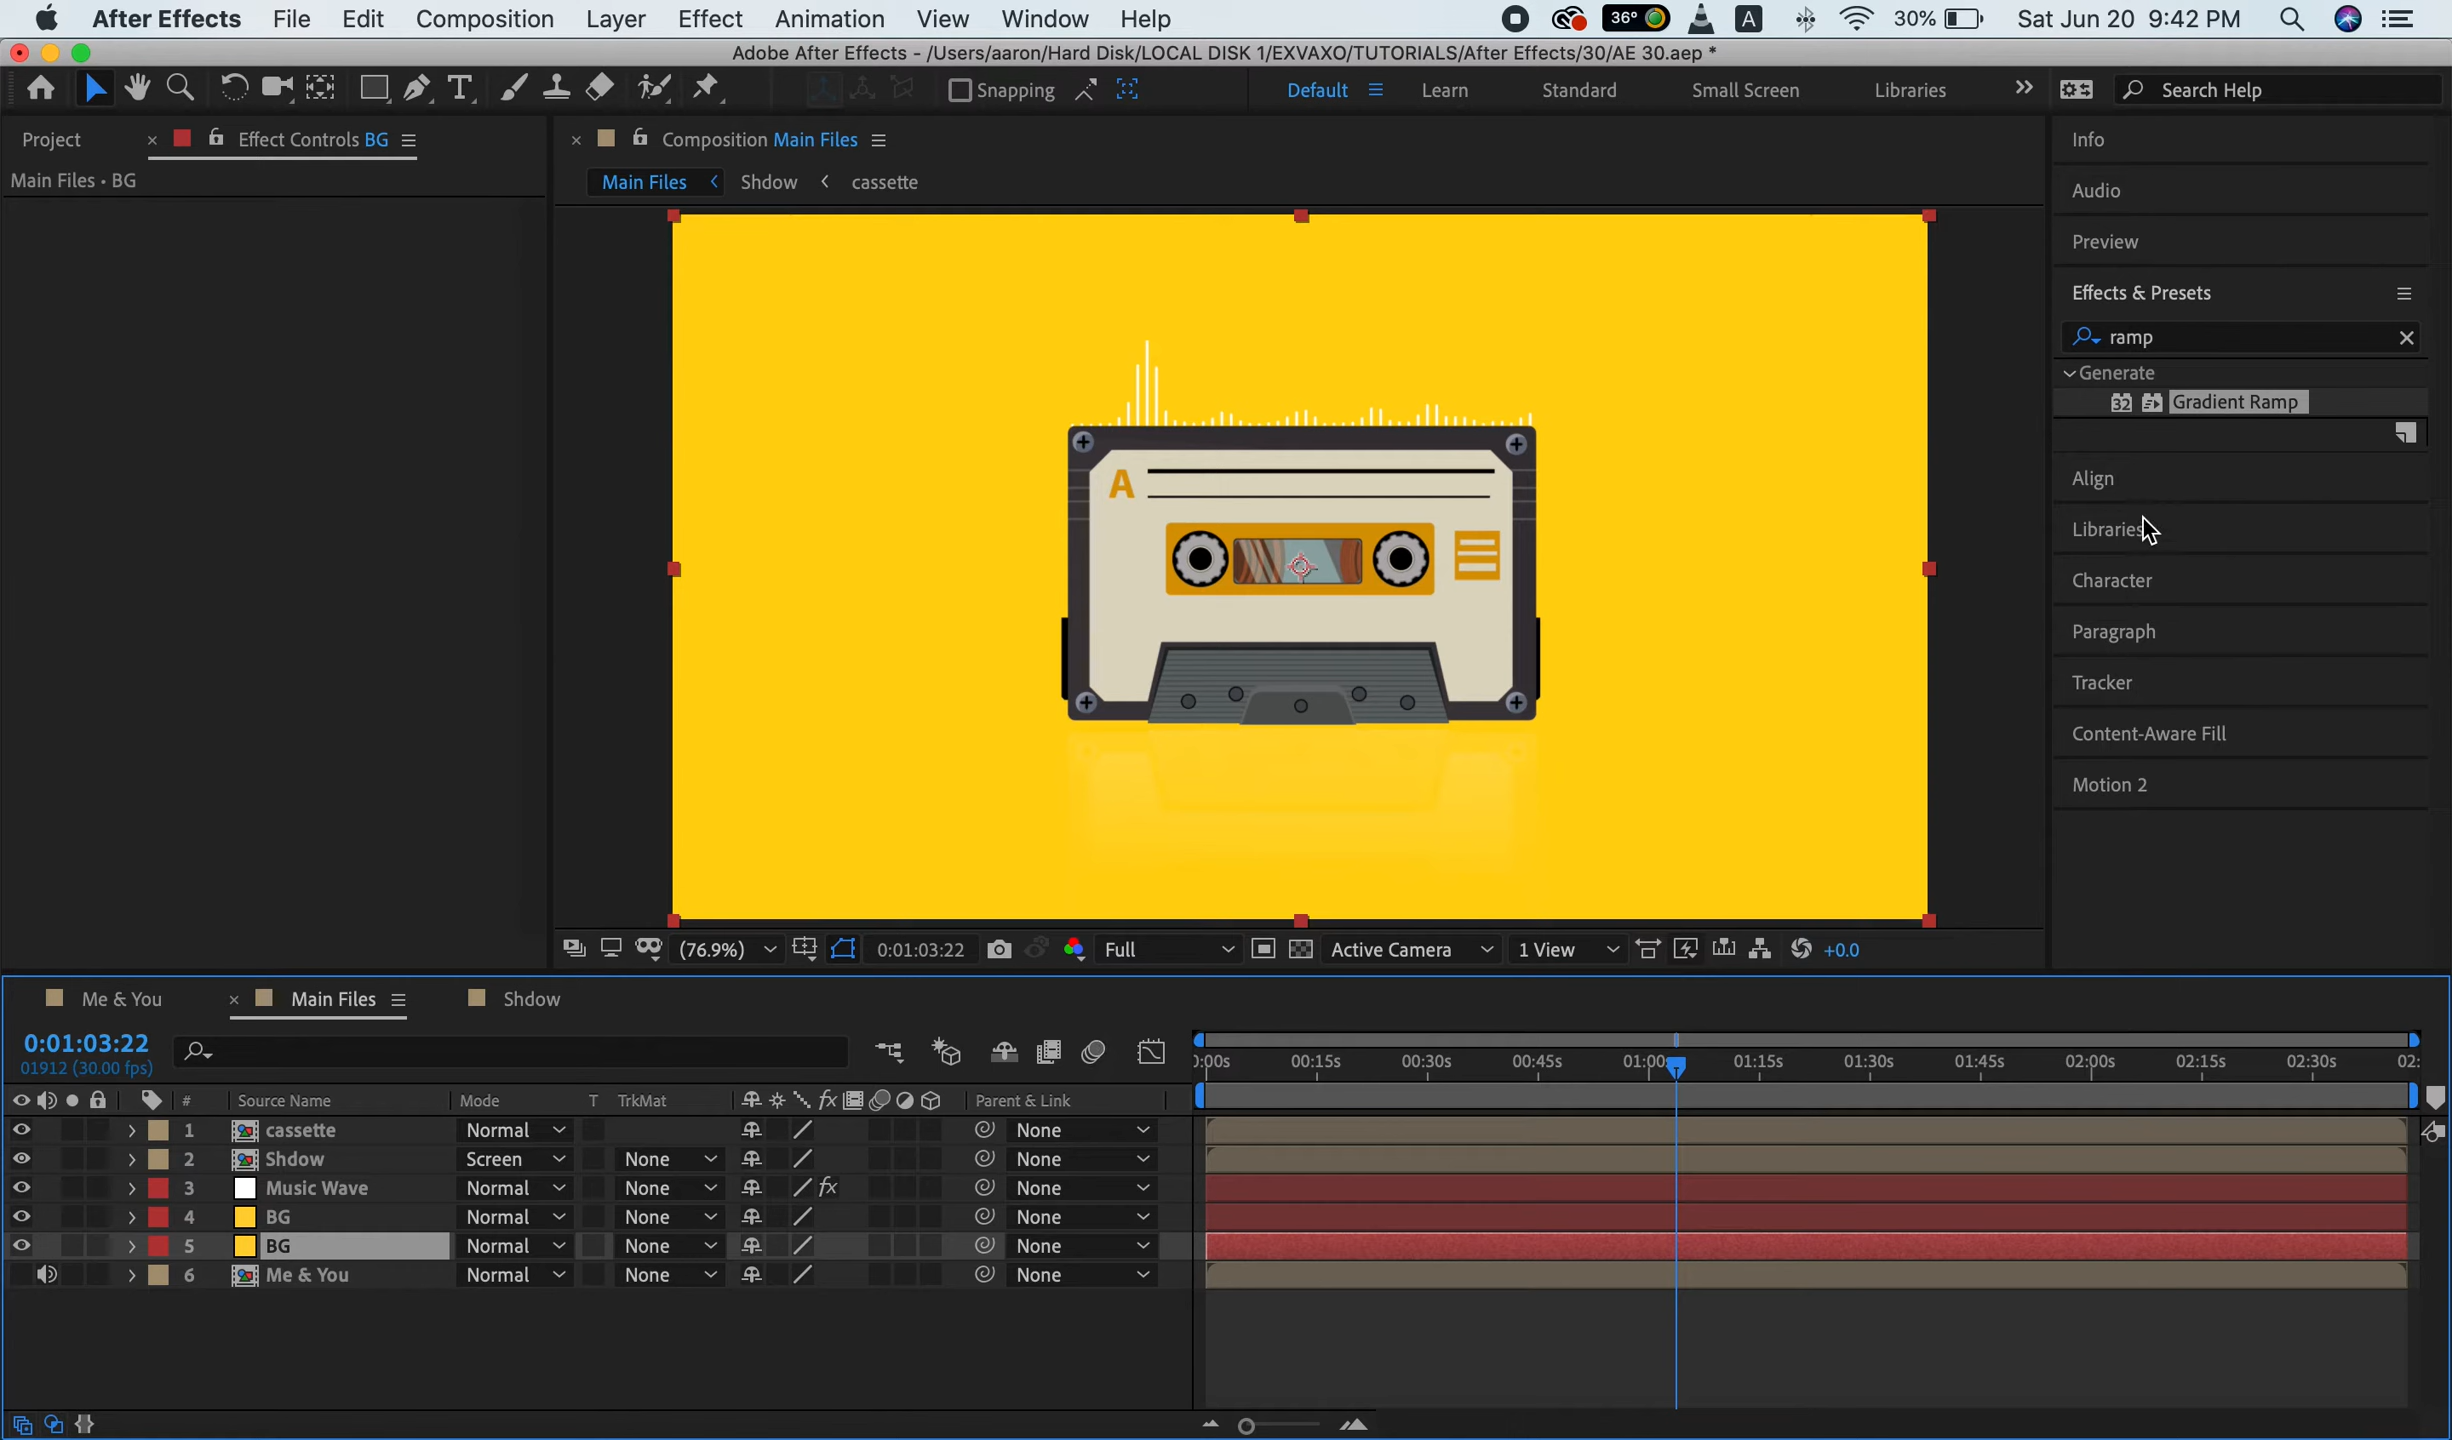 After Effects File Edit Composition Layer Effect Animation View Window Help 36° A 30% Sat Jun 20 9:42 PM
Adobe After Effects - /Users/aaron/Hard Disk/LOCAL DISK 1/EXVAXO/TUTORIALS/After Effects/30/AE 30.aep *
Snapping Default Learn Standard Small Screen Libraries Search Help
Project Effect Controls BG
Main Files • BG
Composition Main Files
Main Files Shdow cassette
A
Info
Audio
Preview
Effects & Presets
ramp
Generate
32 Gradient Ramp
Align
Libraries
Character
Paragraph
Tracker
Content-Aware Fill
Motion 2
(76.9%) 0:01:03:22 Full Active Camera 1 View +0.0
Me & You Main Files Shdow
0:01:03:22
01912 (30.00 fps)
:00s 00:15s 00:30s 00:45s 01:00s 01:15s 01:30s 01:45s 02:00s 02:15s 02:30s 02:
# Source Name Mode T TrkMat fx Parent & Link
1 cassette Normal None
2 Shdow Screen None None
3 Music Wave Normal None fx None
4 BG Normal None None
5 BG Normal None None
6 Me & You Normal None None